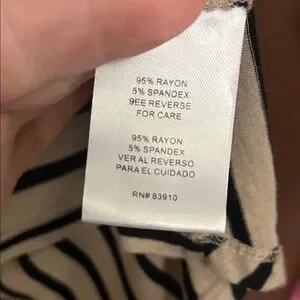 95% RAYON
5% SPANDEX
SEE REVERSE
FOR CARE
95% RAYON
5% SPANDEX
VER AL REVERSO
PARA EL CUIDADO
RN# 83910